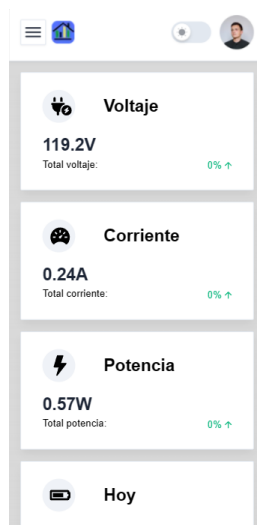 Voltaje
119.2V
Total voltaje:
0% ↑
Corriente
0.24A
Total corriente:
0% ↑
Potencia
0.57W
Total potencia:
0% ↑
Hoy